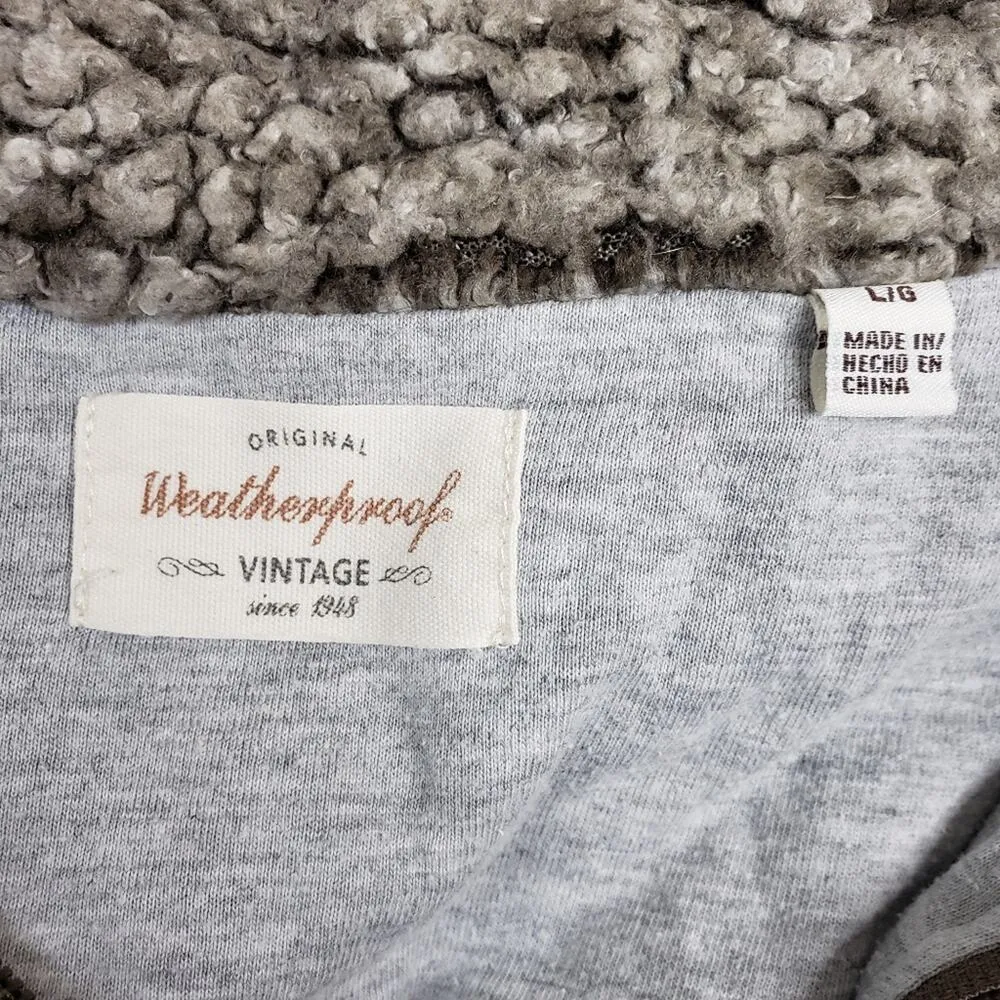 ORIGINAL
Weatherproof®
VINTAGE
since 1948
L/G
MADE IN/
HECHO EN
CHINA